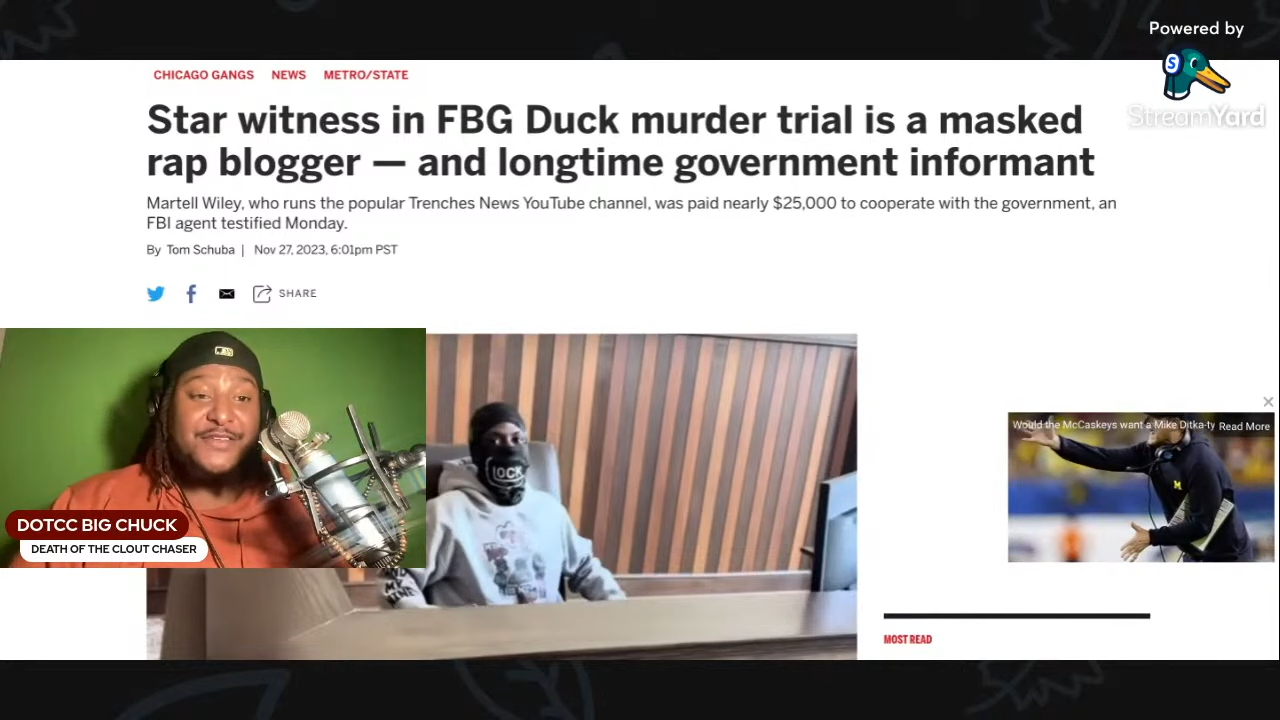 Powered by
S
StreamYard
CHICAGO GANGS NEWS METRO/STATE
Star witness in FBG Duck murder trial is a masked
rap blogger — and longtime government informant
Martell Wiley, who runs the popular Trenches News YouTube channel, was paid nearly $25,000 to cooperate with the government, an
FBI agent testified Monday.
By Tom Schuba | Nov 27, 2023, 6:01pm PST
SHARE
Would the McCaskeys want a Mike Ditka-ty Read More
M
LOCK
DOTCC BIG CHUCK
DEATH OF THE CLOUT CHASER
MOST READ